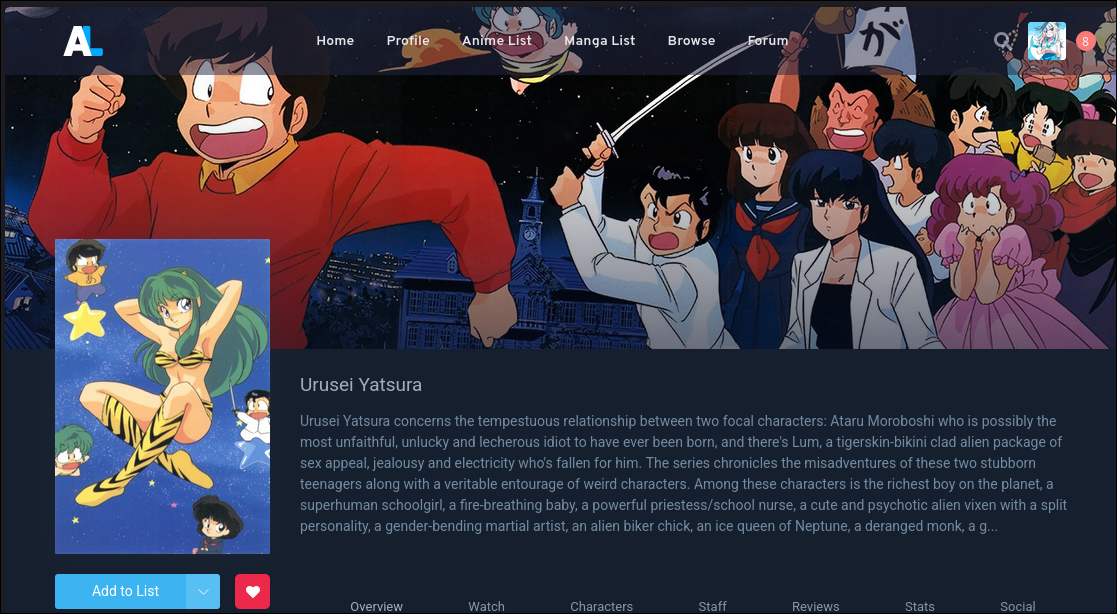 AL
Home Profile Anime List Manga List Browse Forum 8
が
Urusei Yatsura
Urusei Yatsura concerns the tempestuous relationship between two focal characters: Ataru Moroboshi who is possibly the
most unfaithful, unlucky and lecherous idiot to have ever been born, and there's Lum, a tigerskin-bikini clad alien package of
sex appeal, jealousy and electricity who's fallen for him. The series chronicles the misadventures of these two stubborn
teenagers along with a veritable entourage of weird characters. Among these characters is the richest boy on the planet, a
superhuman schoolgirl, a fire-breathing baby, a powerful priestess/school nurse, a cute and psychotic alien vixen with a split
personality, a gender-bending martial artist, an alien biker chick, an ice queen of Neptune, a deranged monk, a g...
Add to List
Overview Watch Characters Staff Reviews Stats Social